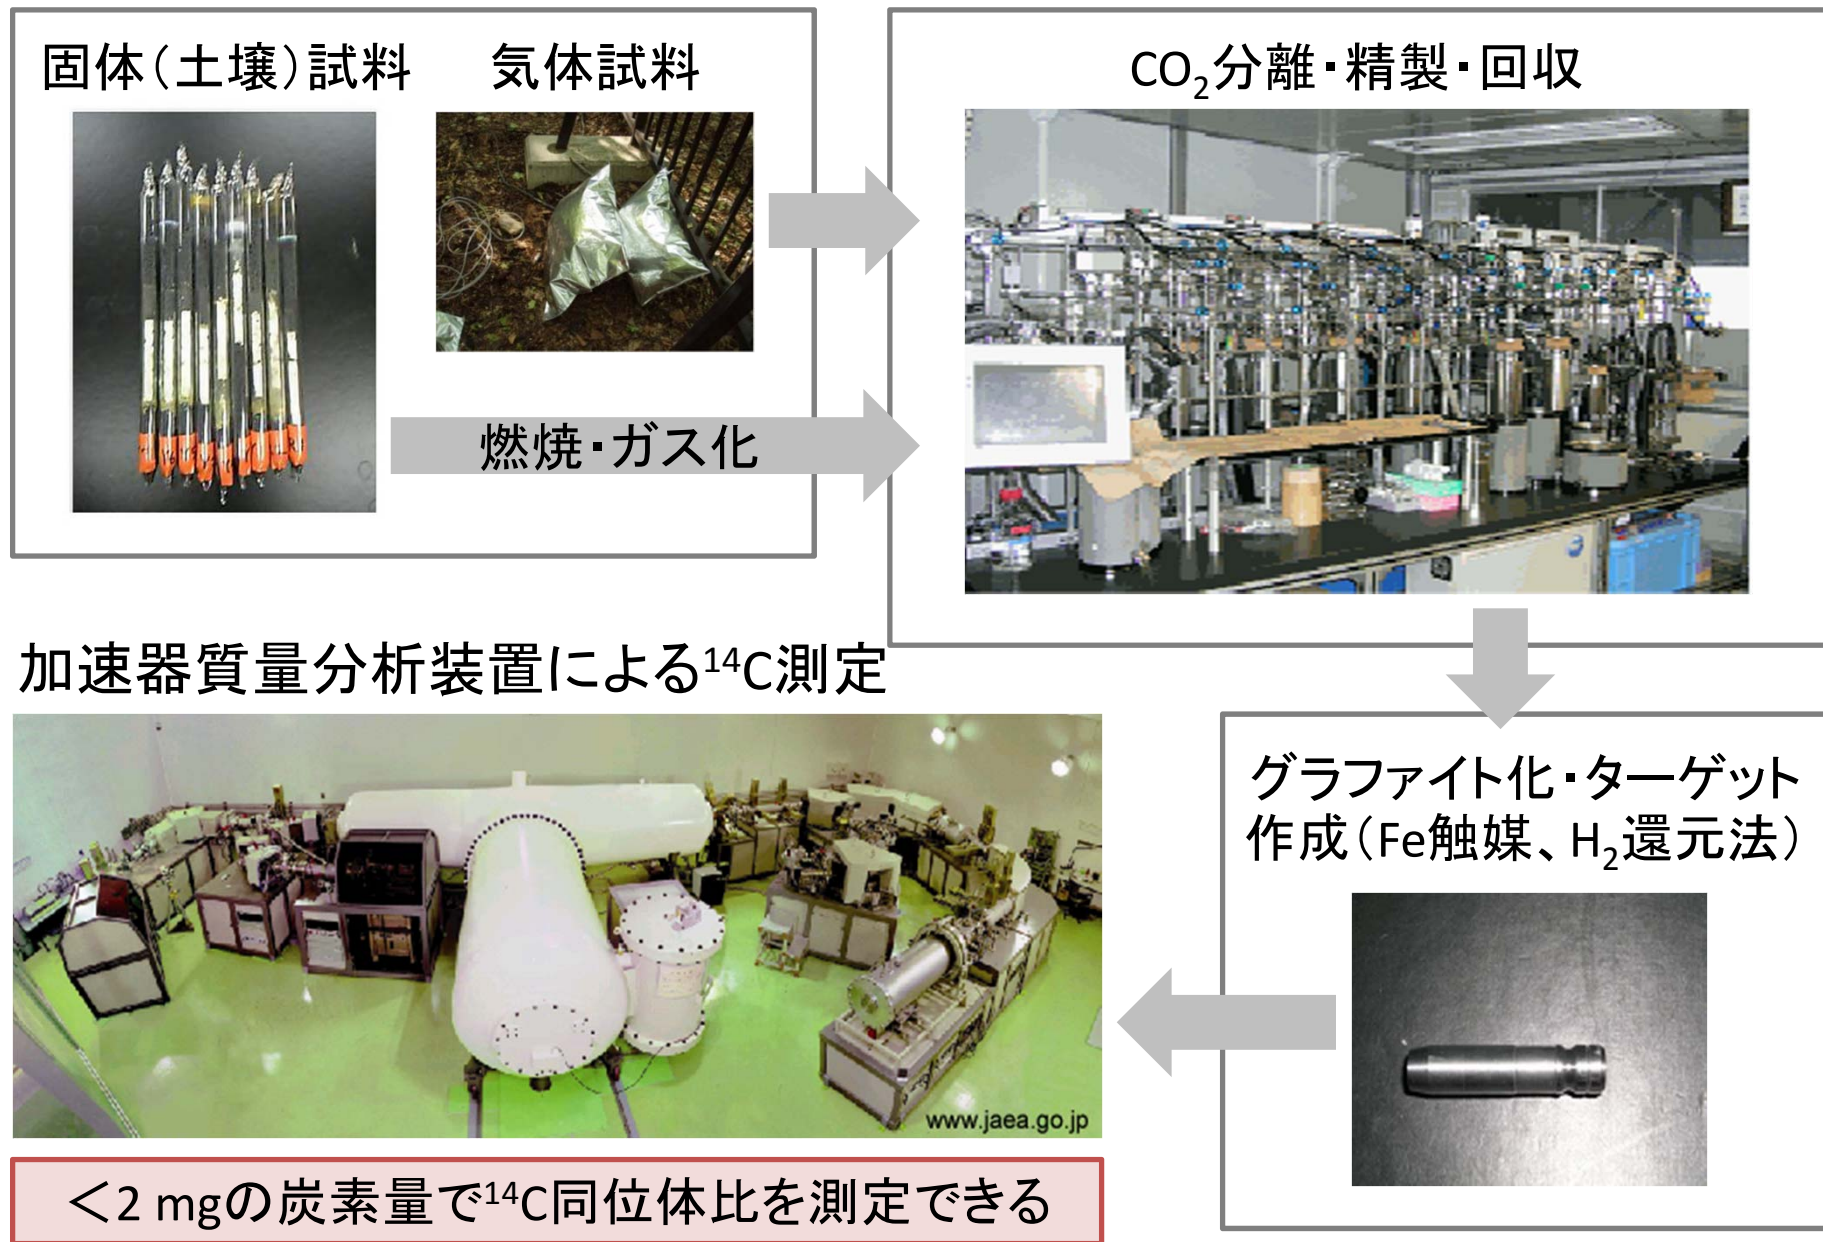 固体（土壌）試料
気体試料
CO₂分離・精製・回収
燃焼・ガス化
加速器質量分析装置による¹⁴C測定
グラファイト化・ターゲット
作成（Fe触媒、H₂還元法）
www.jaea.go.jp
＜2 mgの炭素量で¹⁴C同位体比を測定できる